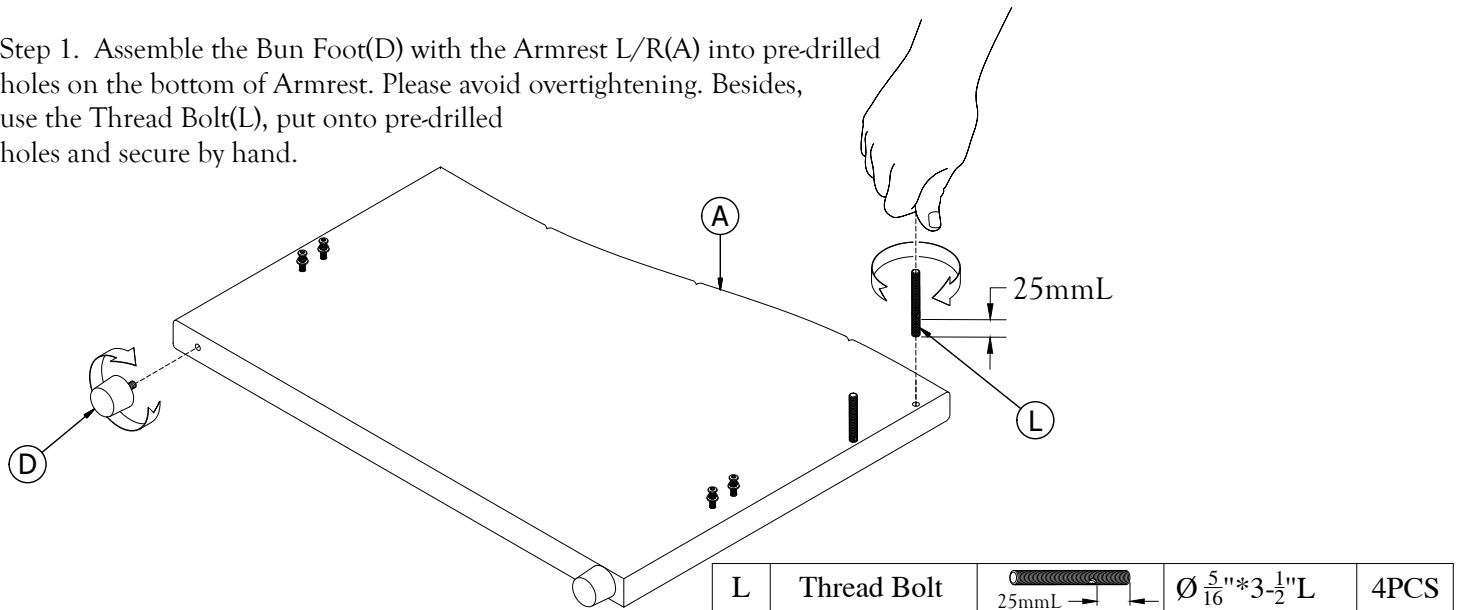 Step 1. Assemble the Bun Foot(D) with the Armrest L/R(A) into pre-drilled
holes on the bottom of Armrest. Please avoid overtightening. Besides,
use the Thread Bolt(L), put onto pre-drilled
holes and secure by hand.
A
25mmL
L
D
L Thread Bolt 25mmL Ø 5/16"*3-1/2"L 4PCS